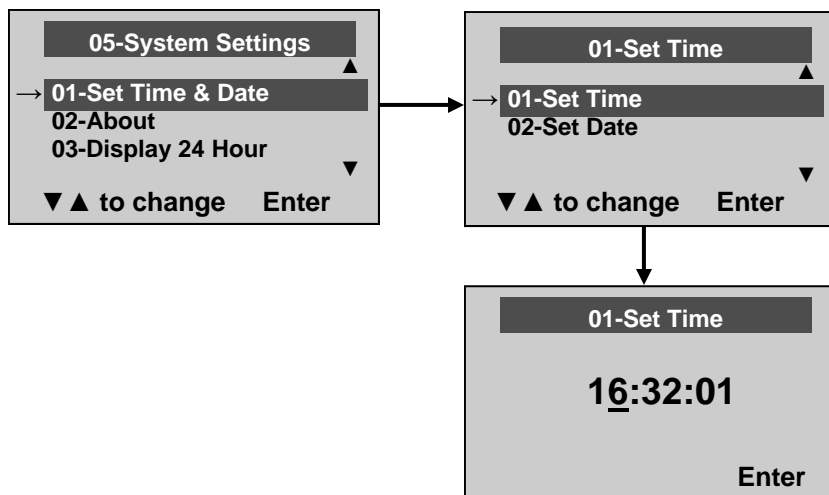 05-System Settings
▲
→ 01-Set Time & Date
02-About
03-Display 24 Hour
▼
▼▲ to change Enter
01-Set Time
▲
→ 01-Set Time
02-Set Date
▼
▼▲ to change Enter
01-Set Time
16:32:01
Enter